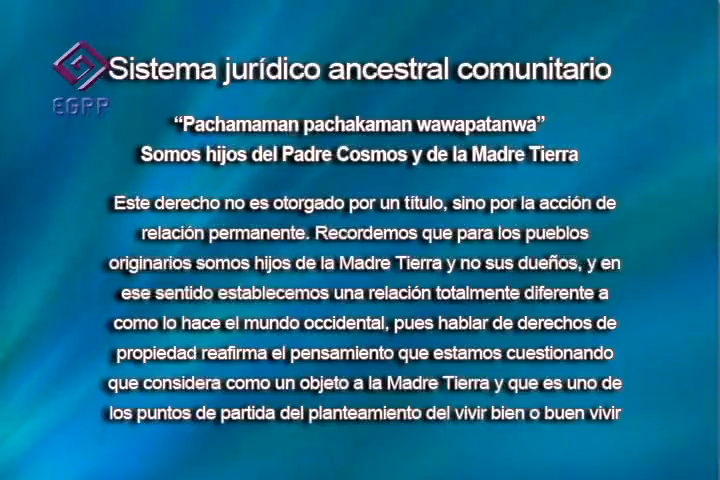 Sistema jurídico ancestral comunitario
EGPP
“Pachamaman pachakaman wawapatanwa”
Somos hijos del Padre Cosmos y de la Madre Tierra
Este derecho no es otorgado por un título, sino por la acción de
relación permanente. Recordemos que para los pueblos
originarios somos hijos de la Madre Tierra y no sus dueños, y en
ese sentido establecemos una relación totalmente diferente a
como lo hace el mundo occidental, pues hablar de derechos de
propiedad reafirma el pensamiento que estamos cuestionando
que considera como un objeto a la Madre Tierra y que es uno de
los puntos de partida del planteamiento del vivir bien o buen vivir